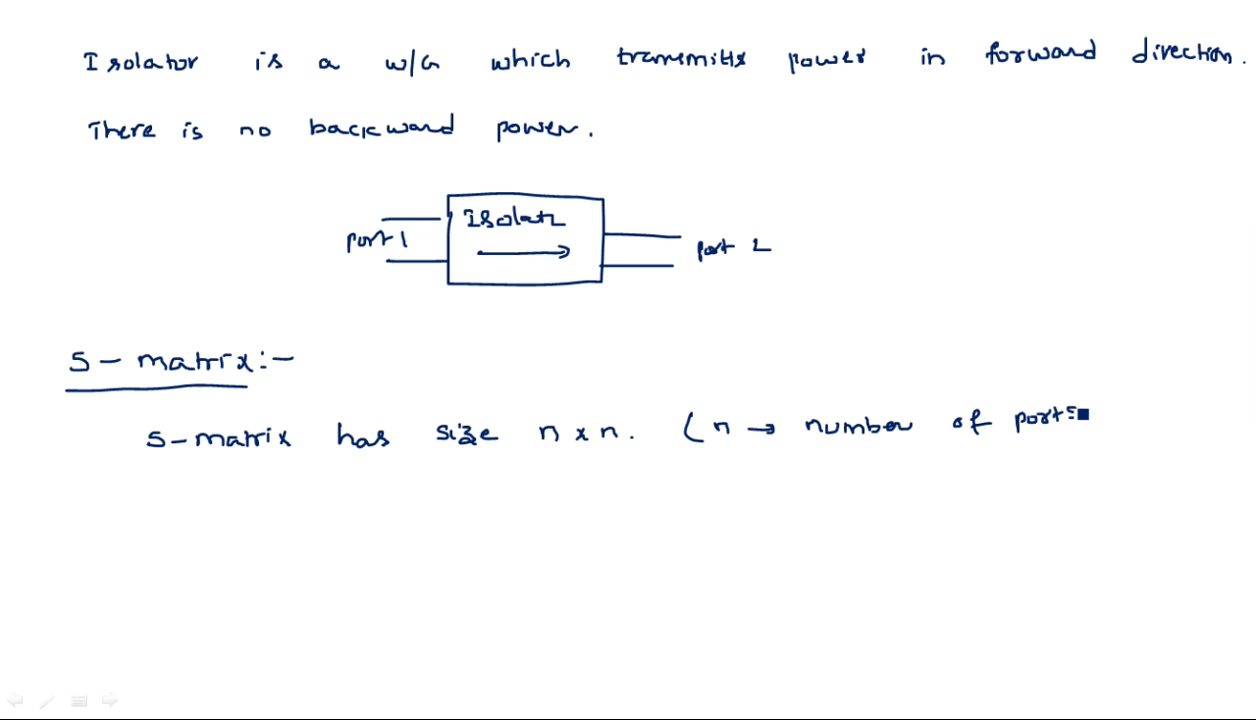 Isolator is a w/G which transmitts power in forward direction.
There is no backward power.
Isolator
port 1
port 2
S - matrix :-
S-matrix has size n x n. (n → number of ports